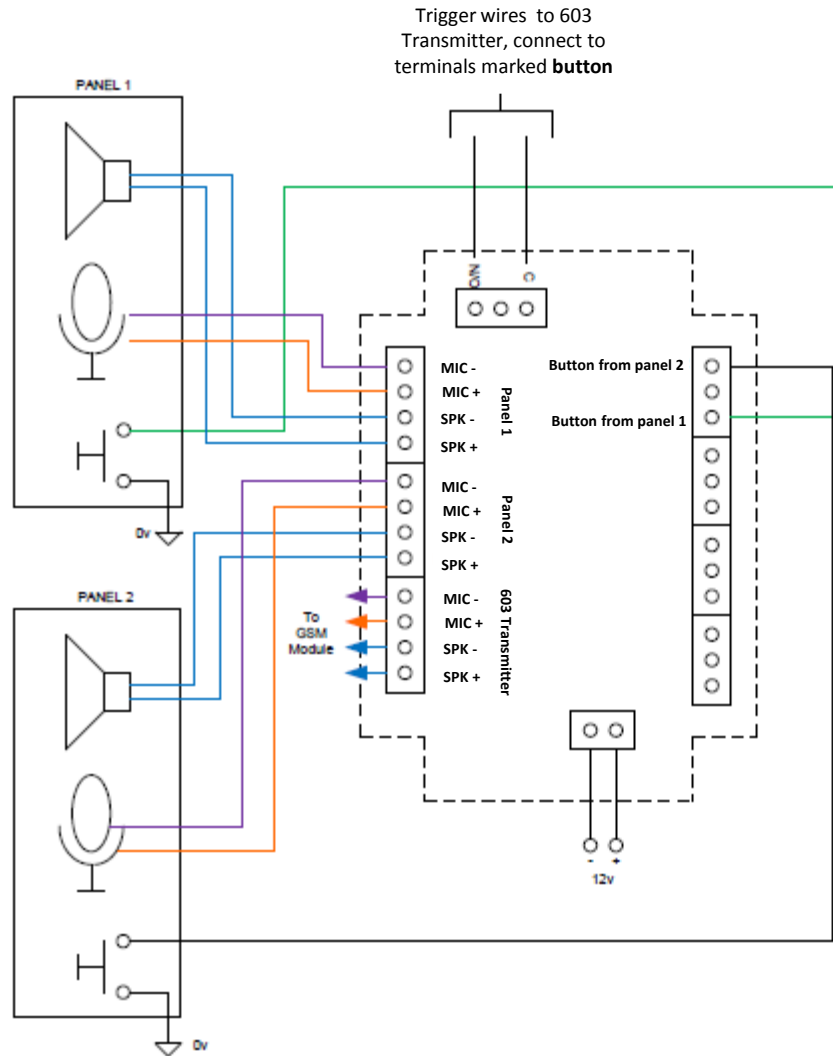 Trigger wires to 603
Transmitter, connect to
terminals marked button
PANEL 1
N/O
C
MIC -
MIC +
SPK -
SPK +
Panel 1
Button from panel 2
Button from panel 1
MIC -
MIC +
SPK -
SPK +
Panel 2
0v
PANEL 2
To
GSM
Module
MIC -
MIC +
SPK -
SPK +
603 Transmitter
- +
12v
0v